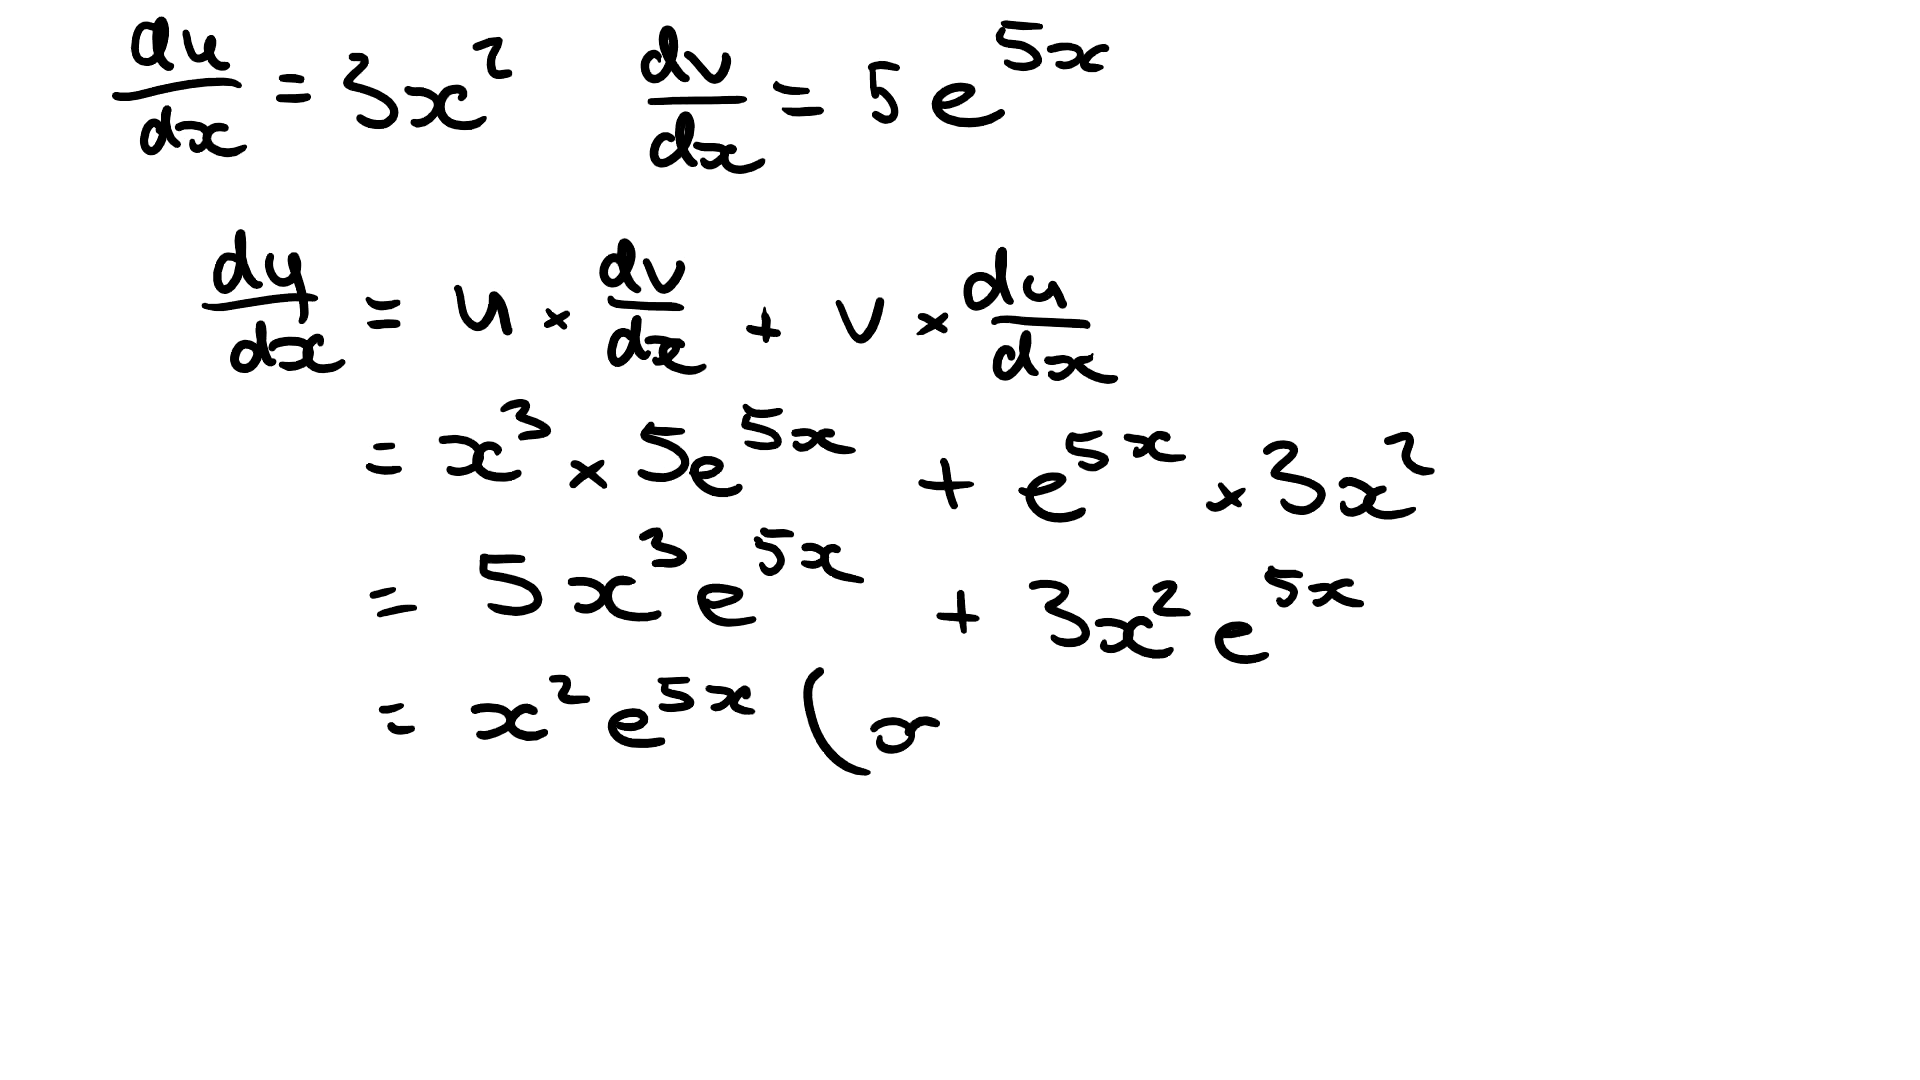 du/dx = 3x² dv/dx = 5e^(5x)
dy/dx = u × dv/dx + v × du/dx
= x³ × 5e^(5x) + e^(5x) × 3x²
= 5x³e^(5x) + 3x²e^(5x)
= x²e^(5x) (